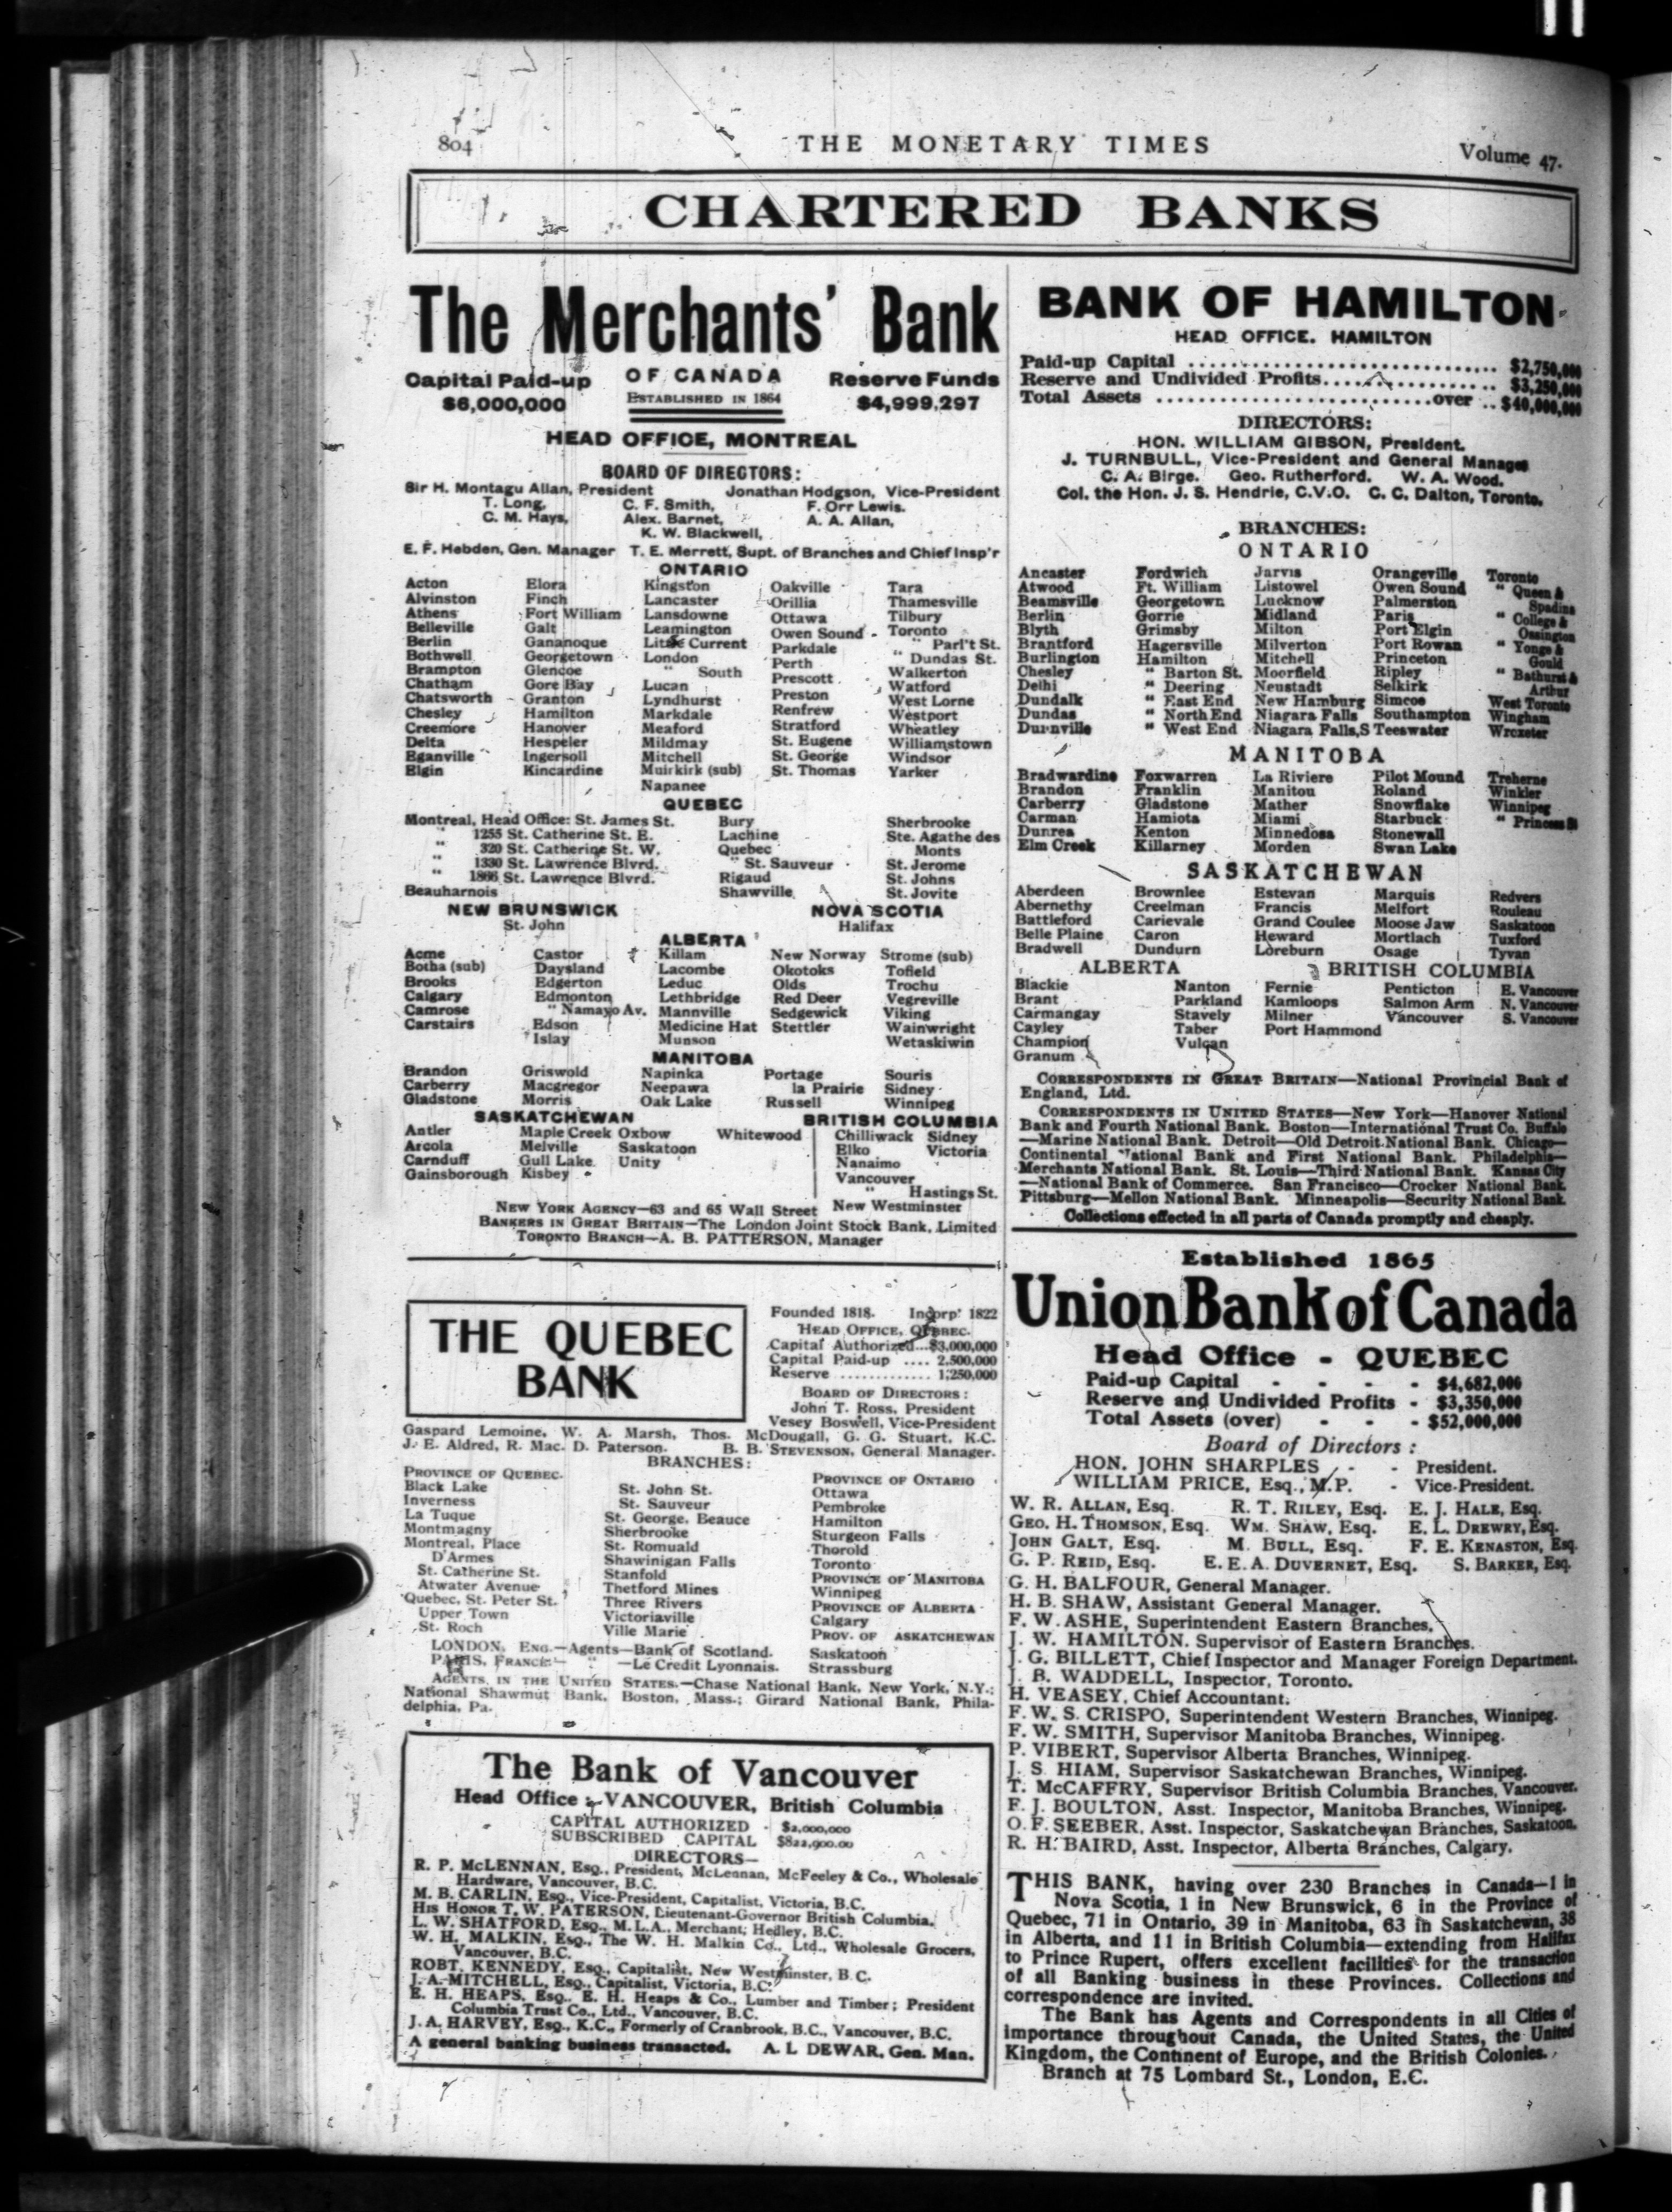 804
THE MONETARY TIMES
Volume 47.
CHARTERED BANKS
The Merchants' Bank
Capital Paid-up
$6,000,000
OF CANADA
ESTABLISHED IN 1864
Reserve Funds
$4,999,297
HEAD OFFICE, MONTREAL
BOARD OF DIRECTORS:
Sir H. Montagu Allan, President Jonathan Hodgson, Vice-President
T. Long, C. F. Smith, F. Orr Lewis.
C. M. Hays, Alex. Barnet, A. A. Allan,
K. W. Blackwell,
E. F. Hebden, Gen. Manager T. E. Merrett, Supt. of Branches and Chief Insp'r
ONTARIO
Acton Elora Kingston Oakville Tara
Alvinston Finch Lancaster Orillia Thamesville
Athens Fort William Lansdowne Ottawa Tilbury
Belleville Galt Leamington Owen Sound Toronto
Berlin Gananoque Little Current Parkdale " Parl't St.
Bothwell Georgetown London Perth " Dundas St.
Brampton Glencoe " South Prescott Walkerton
Chatham Gore Bay Lucan Preston Watford
Chatsworth Granton Lyndhurst Renfrew West Lorne
Chesley Hamilton Markdale Stratford Westport
Creemore Hanover Meaford St. Eugene Wheatley
Delta Hespeler Mildmay St. George Williamstown
Eganville Ingersoll Mitchell St. Thomas Windsor
Elgin Kincardine Muirkirk (sub) Yarker
Napanee
QUEBEC
Montreal, Head Office: St. James St. Bury Sherbrooke
" 1255 St. Catherine St. E. Lachine Ste. Agathe des
" 320 St. Catherine St. W. Quebec Monts
" 1330 St. Lawrence Blvrd. " St. Sauveur St. Jerome
" 1866 St. Lawrence Blvrd. Rigaud St. Johns
Beauharnois Shawville St. Jovite
NEW BRUNSWICK NOVA SCOTIA
St. John Halifax
ALBERTA
Acme Castor Killam New Norway Strome (sub)
Botha (sub) Daysland Lacombe Okotoks Tofield
Brooks Edgerton Leduc Olds Trochu
Calgary Edmonton Lethbridge Red Deer Vegreville
Camrose " Namayo Av. Mannville Sedgewick Viking
Carstairs Edson Medicine Hat Stettler Wainwright
Islay Munson Wetaskiwin
MANITOBA
Brandon Griswold Napinka Portage Souris
Carberry Macgregor Neepawa la Prairie Sidney
Gladstone Morris Oak Lake Russell Winnipeg
SASKATCHEWAN BRITISH COLUMBIA
Antler Maple Creek Oxbow Whitewood Chilliwack Sidney
Arcola Melville Saskatoon Elko Victoria
Carnduff Gull Lake Unity Nanaimo
Gainsborough Kisbey Vancouver
" Hastings St.
New Westminster
NEW YORK AGENCY—63 and 65 Wall Street
BANKERS IN GREAT BRITAIN—The London Joint Stock Bank, Limited
TORONTO BRANCH—A. B. PATTERSON, Manager
THE QUEBEC
BANK
Founded 1818. Incorp. 1822
HEAD OFFICE, QUEBEC.
Capital Authorized...$3,000,000
Capital Paid-up .... 2,500,000
Reserve ............. 1,250,000
BOARD OF DIRECTORS:
John T. Ross, President
Vesey Boswell, Vice-President
Gaspard Lemoine, W. A. Marsh, Thos. McDougall, G. G. Stuart, K.C.
J. E. Aldred, R. Mac. D. Paterson. B. B. STEVENSON, General Manager.
BRANCHES:
PROVINCE OF QUEBEC.
Black Lake
Inverness
La Tuque
Montmagny
Montreal, Place
D'Armes
St. Catherine St.
Atwater Avenue
Quebec, St. Peter St.
Upper Town
St. Roch
St. John St.
St. Sauveur
St. George, Beauce
Sherbrooke
St. Romuald
Shawinigan Falls
Stanfold
Thetford Mines
Three Rivers
Victoriaville
Ville Marie
PROVINCE OF ONTARIO
Ottawa
Pembroke
Hamilton
Sturgeon Falls
Thorold
Toronto
PROVINCE OF MANITOBA
Winnipeg
PROVINCE OF ALBERTA
Calgary
PROV. OF ASKATCHEWAN
Saskatoon
Strassburg
LONDON, ENG.—Agents—Bank of Scotland.
PARIS, FRANCE.— " —Le Credit Lyonnais.
AGENTS IN THE UNITED STATES.—Chase National Bank, New York, N.Y.;
National Shawmut Bank, Boston, Mass.; Girard National Bank, Phila-
delphia, Pa.
The Bank of Vancouver
Head Office: VANCOUVER, British Columbia
CAPITAL AUTHORIZED - $2,000,000
SUBSCRIBED CAPITAL $822,900.00
DIRECTORS—
R. P. McLENNAN, Esq., President, McLennan, McFeeley & Co., Wholesale
Hardware, Vancouver, B.C.
M. B. CARLIN, Esq., Vice-President, Capitalist, Victoria, B.C.
HIS HONOR T. W. PATERSON, Lieutenant-Governor British Columbia.
L. W. SHATFORD, Esq., M.L.A., Merchant, Hedley, B.C.
W. H. MALKIN, Esq., The W. H. Malkin Co., Ltd., Wholesale Grocers,
Vancouver, B.C.
ROBT. KENNEDY, Esq., Capitalist, New Westminster, B.C.
J. A. MITCHELL, Esq., Capitalist, Victoria, B.C.
E. H. HEAPS, Esq., E. H. Heaps & Co., Lumber and Timber; President
Columbia Trust Co., Ltd., Vancouver, B.C.
J. A. HARVEY, Esq., K.C., Formerly of Cranbrook, B.C., Vancouver, B.C.
A general banking business transacted. A. L DEWAR, Gen. Man.
BANK OF HAMILTON
HEAD OFFICE. HAMILTON
Paid-up Capital .................... $2,750,000
Reserve and Undivided Profits.............. $3,250,000
Total Assets ....................over .. $40,000,000
DIRECTORS:
HON. WILLIAM GIBSON, President.
J. TURNBULL, Vice-President and General Manager
C. A. Birge. Geo. Rutherford. W. A. Wood.
Col. the Hon. J. S. Hendrie, C.V.O. C. C. Dalton, Toronto.
BRANCHES:
ONTARIO
Ancaster
Atwood
Beamsville
Berlin
Blyth
Brantford
Burlington
Chesley
Delhi
Dundalk
Dundas
Dunnville
Fordwich
Ft. William
Georgetown
Gorrie
Grimsby
Hagersville
Hamilton
" Barton St.
" Deering
" East End
" North End
" West End
Jarvis
Listowel
Lucknow
Midland
Milton
Milverton
Mitchell
Moorfield
Neustadt
New Hamburg
Niagara Falls
Niagara Falls,S
Orangeville
Owen Sound
Palmerston
Paris
Port Elgin
Port Rowan
Princeton
Ripley
Selkirk
Simcoe
Southampton
Teeswater
Toronto
" Queen &
Spadina
" College &
Ossington
" Yonge &
Gould
" Bathurst &
Arthur
West Toronto
Wingham
Wroxeter
MANITOBA
Bradwardine Foxwarren La Riviere Pilot Mound Treherne
Brandon Franklin Manitou Roland Winkler
Carberry Gladstone Mather Snowflake Winnipeg
Carman Hamiota Miami Starbuck " Princess St
Dunrea Kenton Minnedosa Stonewall
Elm Creek Killarney Morden Swan Lake
SASKATCHEWAN
Aberdeen Brownlee Estevan Marquis Redvers
Abernethy Creelman Francis Melfort Rouleau
Battleford Carievale Grand Coulee Moose Jaw Saskatoon
Belle Plaine Caron Heward Mortlach Tuxford
Bradwell Dundurn Loreburn Osage Tyvan
ALBERTA BRITISH COLUMBIA
Blackie Nanton Fernie Penticton E. Vancouver
Brant Parkland Kamloops Salmon Arm N. Vancouver
Carmangay Stavely Milner Vancouver S. Vancouver
Cayley Taber Port Hammond
Champion Vulcan
Granum
CORRESPONDENTS IN GREAT BRITAIN—National Provincial Bank of
England, Ltd.
CORRESPONDENTS IN UNITED STATES—New York—Hanover National
Bank and Fourth National Bank. Boston—International Trust Co. Buffalo
—Marine National Bank. Detroit—Old Detroit National Bank. Chicago—
Continental National Bank and First National Bank. Philadelphia—
Merchants National Bank. St. Louis—Third National Bank. Kansas City
—National Bank of Commerce. San Francisco—Crocker National Bank
Pittsburg—Mellon National Bank. Minneapolis—Security National Bank.
Collections effected in all parts of Canada promptly and cheaply.
Established 1865
Union Bank of Canada
Head Office - QUEBEC
Paid-up Capital - - - - $4,682,000
Reserve and Undivided Profits - $3,350,000
Total Assets (over) - - - $52,000,000
Board of Directors:
HON. JOHN SHARPLES - - President.
WILLIAM PRICE, Esq., M.P. - Vice-President.
W. R. ALLAN, Esq. R. T. RILEY, Esq. E. J. HALE, Esq.
GEO. H. THOMSON, Esq. WM. SHAW, Esq. E. L. DREWRY, Esq.
JOHN GALT, Esq. M. BULL, Esq. F. E. KENASTON, Esq.
G. P. REID, Esq. E. E. A. DUVERNET, Esq. S. BARKER, Esq.
G. H. BALFOUR, General Manager.
H. B. SHAW, Assistant General Manager.
F. W. ASHE, Superintendent Eastern Branches.
J. W. HAMILTON. Supervisor of Eastern Branches.
J. G. BILLETT, Chief Inspector and Manager Foreign Department.
J. B. WADDELL, Inspector, Toronto.
H. VEASEY, Chief Accountant.
F. W. S. CRISPO, Superintendent Western Branches, Winnipeg.
F. W. SMITH, Supervisor Manitoba Branches, Winnipeg.
P. VIBERT, Supervisor Alberta Branches, Winnipeg.
J. S. HIAM, Supervisor Saskatchewan Branches, Winnipeg.
T. McCAFFRY, Supervisor British Columbia Branches, Vancouver.
F. J. BOULTON, Asst. Inspector, Manitoba Branches, Winnipeg.
O. F. SEEBER, Asst. Inspector, Saskatchewan Branches, Saskatoon.
R. H. BAIRD, Asst. Inspector, Alberta Branches, Calgary.
THIS BANK, having over 230 Branches in Canada—1 in
Nova Scotia, 1 in New Brunswick, 6 in the Province of
Quebec, 71 in Ontario, 39 in Manitoba, 63 in Saskatchewan, 38
in Alberta, and 11 in British Columbia—extending from Halifax
to Prince Rupert, offers excellent facilities for the transaction
of all Banking business in these Provinces. Collections and
correspondence are invited.
The Bank has Agents and Correspondents in all Cities of
importance throughout Canada, the United States, the United
Kingdom, the Continent of Europe, and the British Colonies.
Branch at 75 Lombard St., London, E.C.